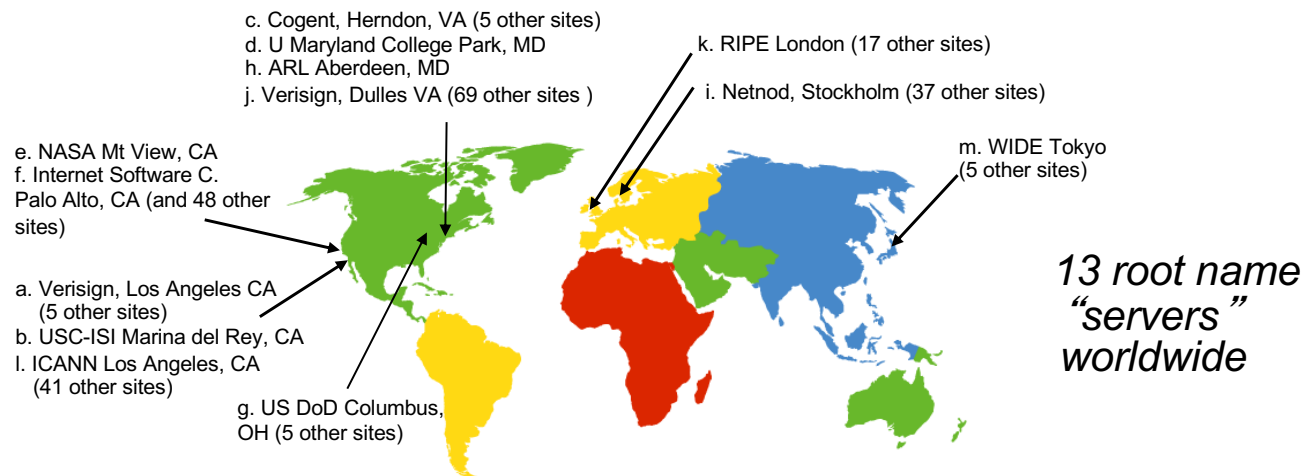 c. Cogent, Herndon, VA (5 other sites)
d. U Maryland College Park, MD
h. ARL Aberdeen, MD
j. Verisign, Dulles VA (69 other sites )
k. RIPE London (17 other sites)
i. Netnod, Stockholm (37 other sites)
m. WIDE Tokyo
(5 other sites)
e. NASA Mt View, CA
f. Internet Software C.
Palo Alto, CA (and 48 other
sites)
a. Verisign, Los Angeles CA
(5 other sites)
b. USC-ISI Marina del Rey, CA
l. ICANN Los Angeles, CA
(41 other sites)
g. US DoD Columbus,
OH (5 other sites)
13 root name
“servers”
worldwide